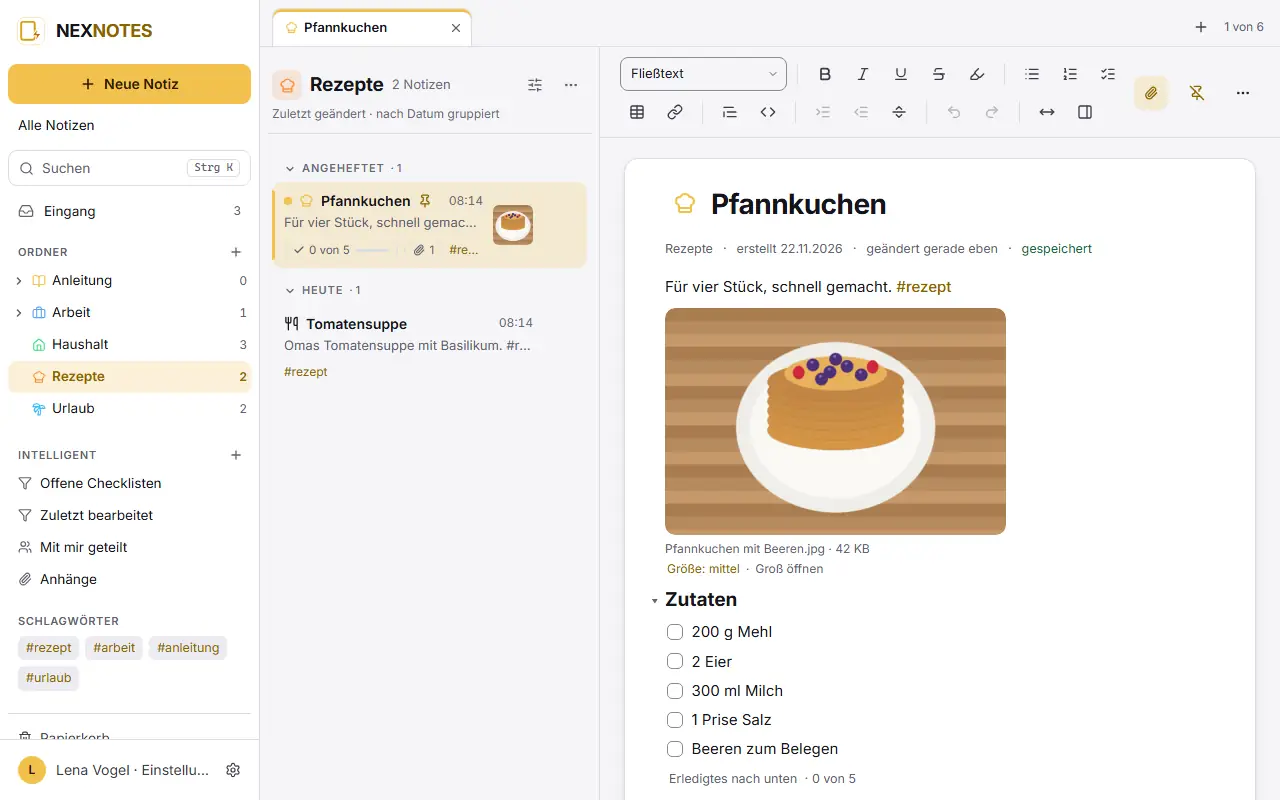 NEXNOTES
Neue Notiz
Alle Notizen
Suchen Strg K
Eingang 3
ORDNER
Anleitung 0
Arbeit 1
Haushalt 3
Rezepte 2
Urlaub 2
INTELLIGENT
Offene Checklisten
Zuletzt bearbeitet
Mit mir geteilt
Anhänge
SCHLAGWÖRTER
#rezept #arbeit #anleitung
#urlaub
Papierkorb
L Lena Vogel · Einstellu...
Pfannkuchen
1 von 6
Rezepte 2 Notizen
Zuletzt geändert · nach Datum gruppiert
ANGEHEFTET · 1
Pfannkuchen 08:14
Für vier Stück, schnell gemac...
0 von 5 1 #re...
HEUTE · 1
Tomatensuppe 08:14
Omas Tomatensuppe mit Basilikum. #r...
#rezept
Fließtext
Pfannkuchen
Rezepte · erstellt 22.11.2026 · geändert gerade eben · gespeichert
Für vier Stück, schnell gemacht. #rezept
Pfannkuchen mit Beeren.jpg · 42 KB
Größe: mittel · Groß öffnen
Zutaten
200 g Mehl
2 Eier
300 ml Milch
1 Prise Salz
Beeren zum Belegen
Erledigtes nach unten · 0 von 5